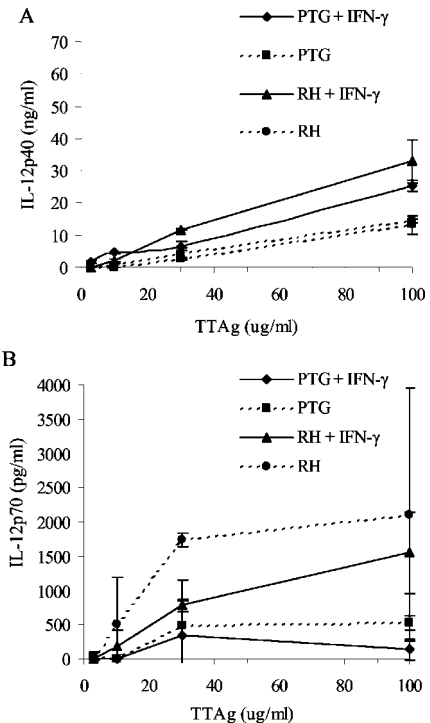 A
PTG + IFN-γ
PTG
RH + IFN-γ
RH
IL-12p40 (ng/ml)
70
60
50
40
30
20
10
0
0 20 40 60 80 100
TTAg (ug/ml)
B
PTG + IFN-γ
PTG
RH + IFN-γ
RH
IL-12p70 (pg/ml)
4000
3500
3000
2500
2000
1500
1000
500
0
0 20 40 60 80 100
TTAg (ug/ml)